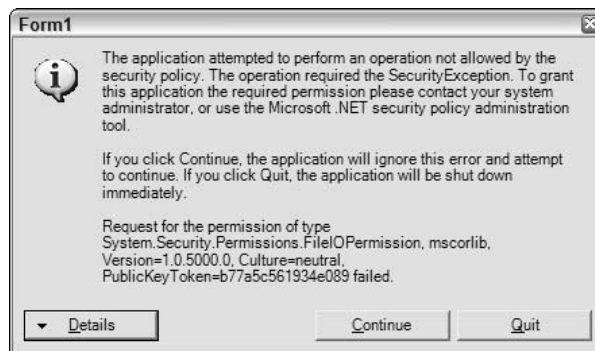 Form1
The application attempted to perform an operation not allowed by the
security policy. The operation required the SecurityException. To grant
this application the required permission please contact your system
administrator, or use the Microsoft .NET security policy administration
tool.
If you click Continue, the application will ignore this error and attempt
to continue. If you click Quit, the application will be shut down
immediately.
Request for the permission of type
System.Security.Permissions.FileIOPermission, mscorlib,
Version=1.0.5000.0, Culture=neutral,
PublicKeyToken=b77a5c561934e089 failed.
Details
Continue
Quit